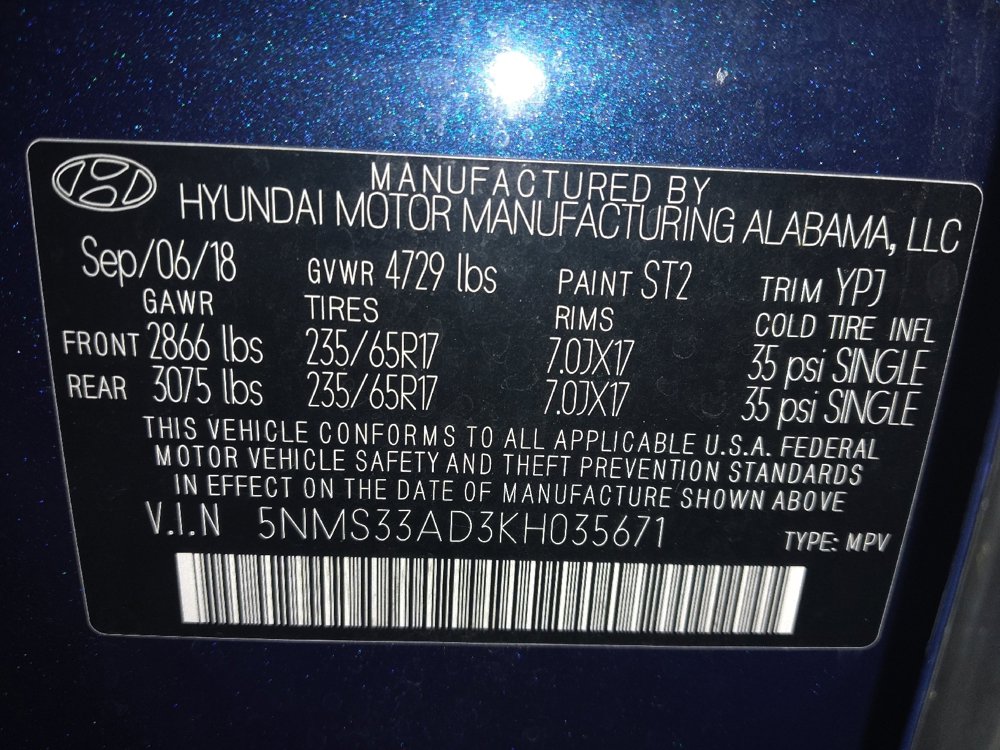 MANUFACTURED BY
HYUNDAI MOTOR MANUFACTURING ALABAMA, LLC
Sep/06/18 GVWR 4729 lbs PAINT ST2 TRIM YPJ
GAWR TIRES RIMS COLD TIRE INFL
FRONT 2866 lbs 235/65R17 7.0JX17 35 psi SINGLE
REAR 3075 lbs 235/65R17 7.0JX17 35 psi SINGLE
THIS VEHICLE CONFORMS TO ALL APPLICABLE U.S.A. FEDERAL
MOTOR VEHICLE SAFETY AND THEFT PREVENTION STANDARDS
IN EFFECT ON THE DATE OF MANUFACTURE SHOWN ABOVE
V.I.N 5NMS33AD3KH035671 TYPE: MPV